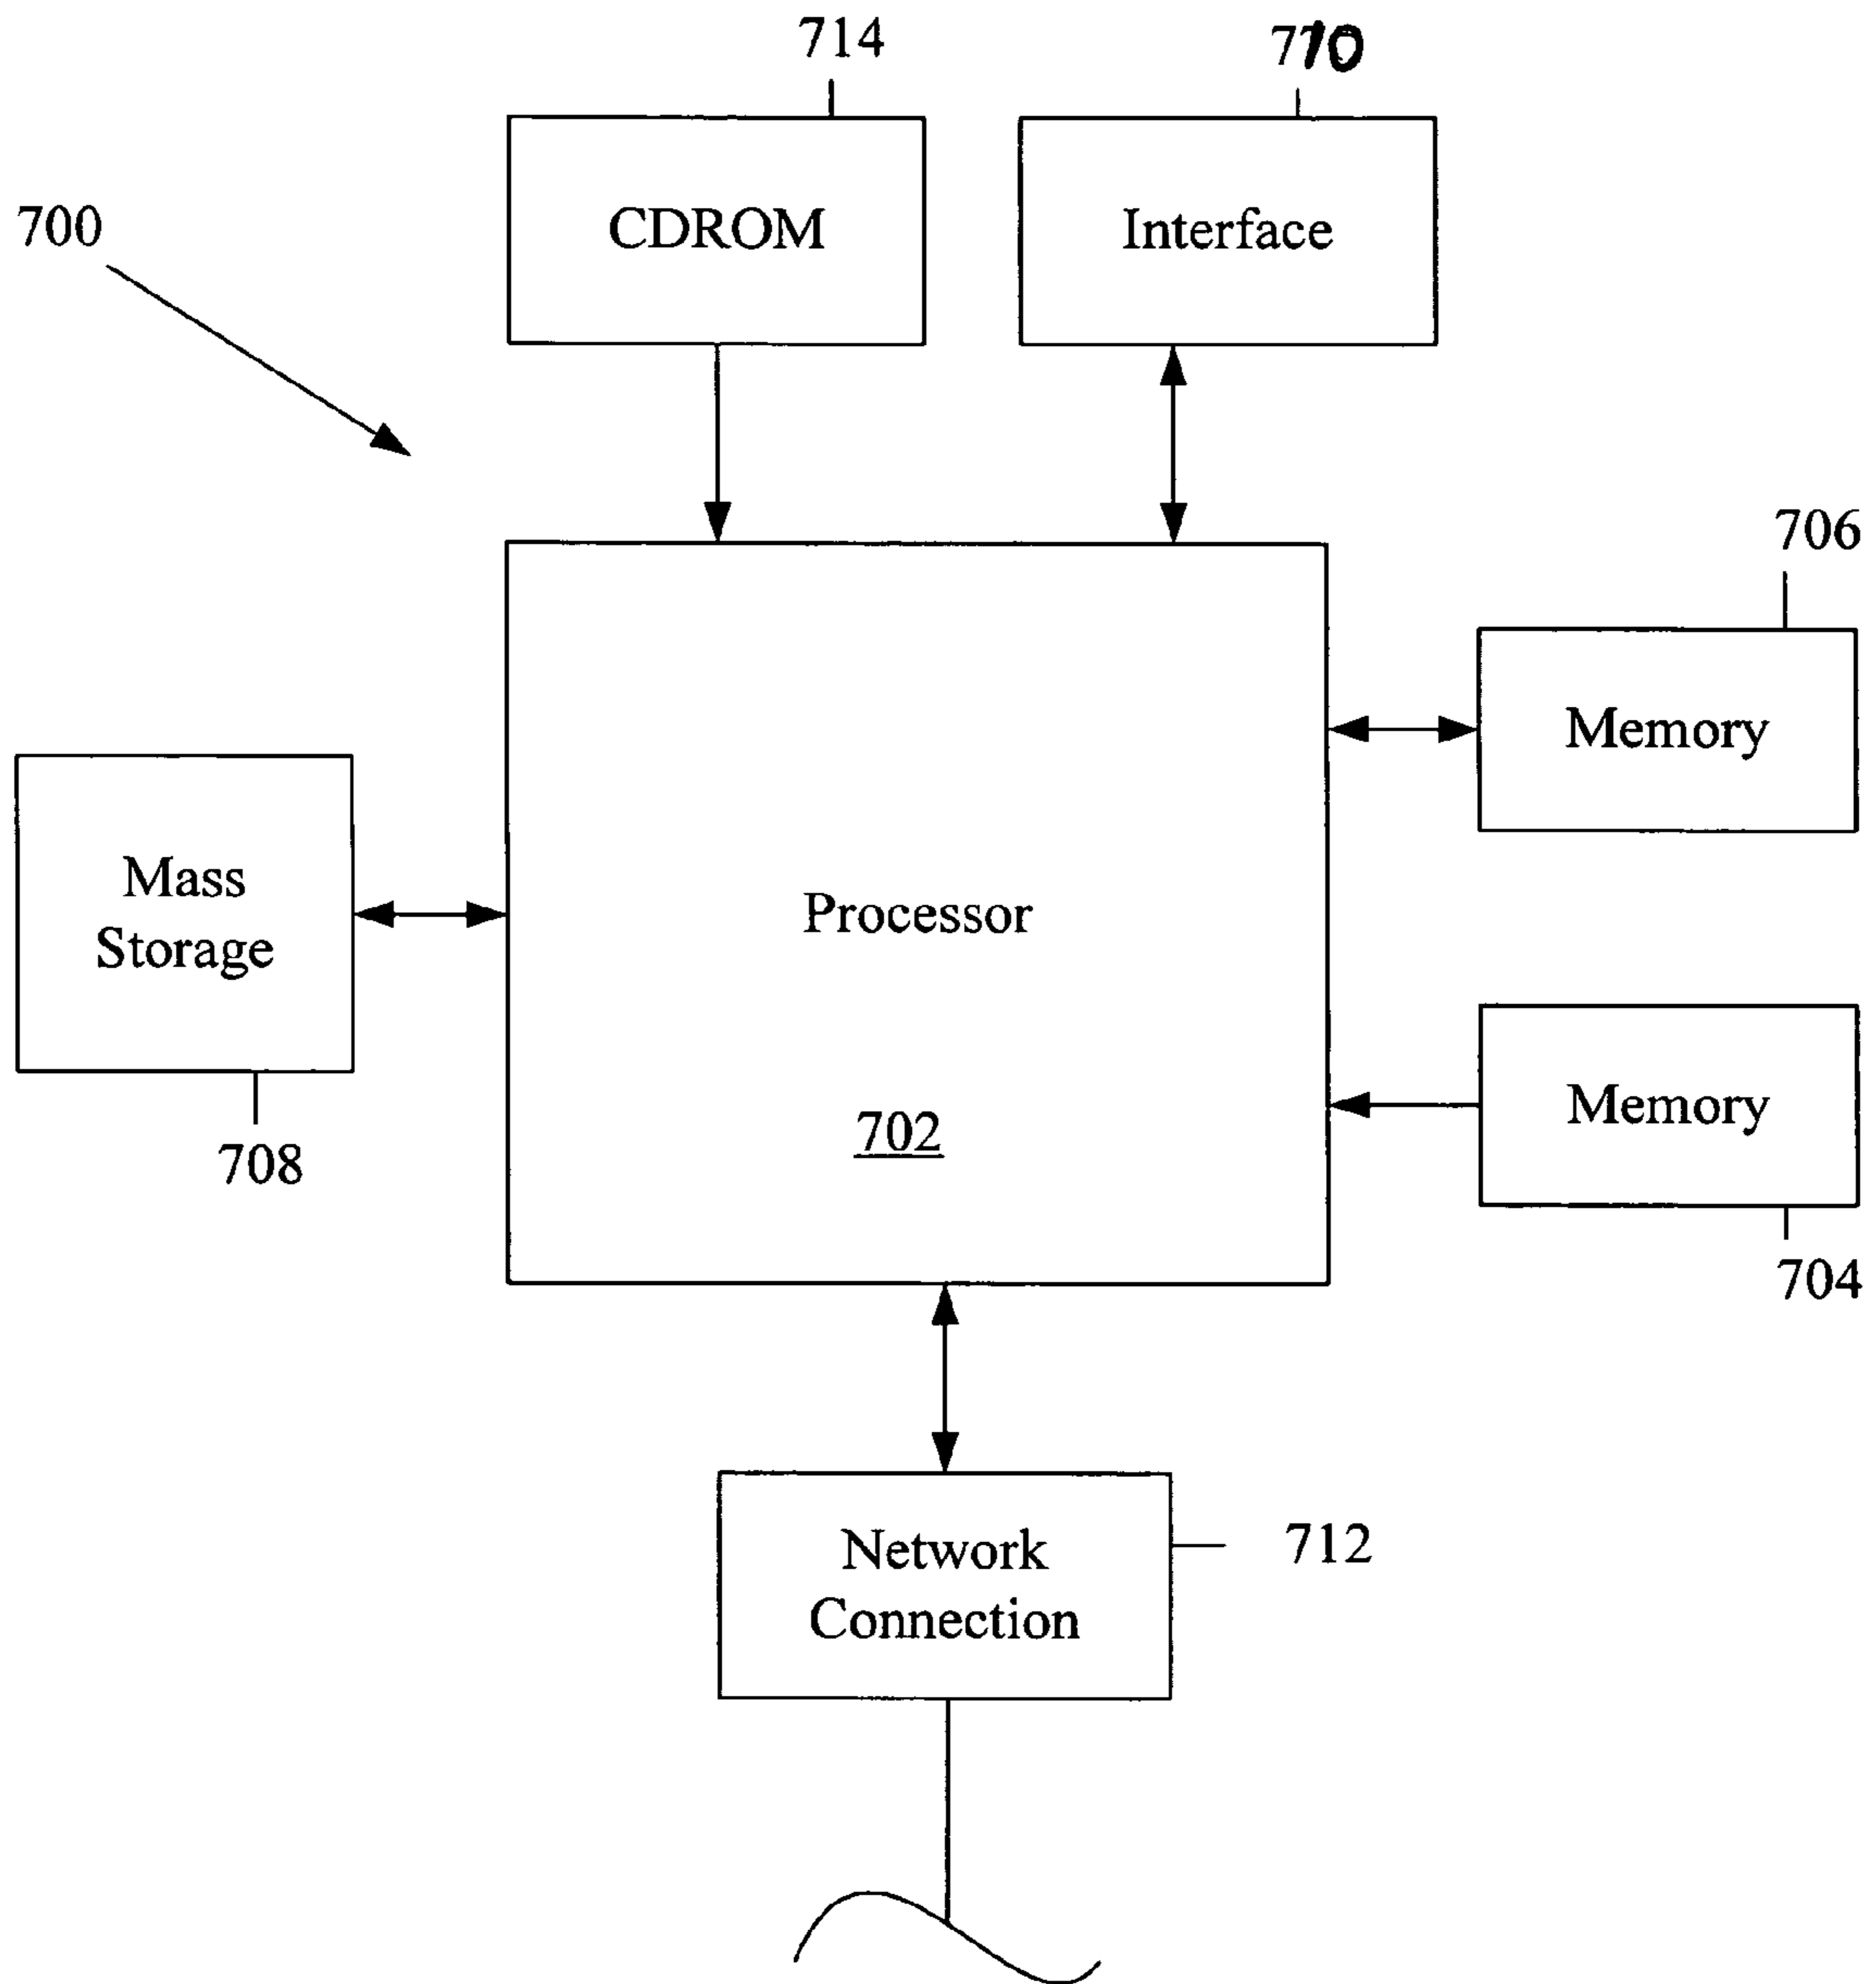 714
710
700
CDROM
Interface
706
Memory
Mass
Storage
Processor
702
708
Memory
704
Network
Connection
712